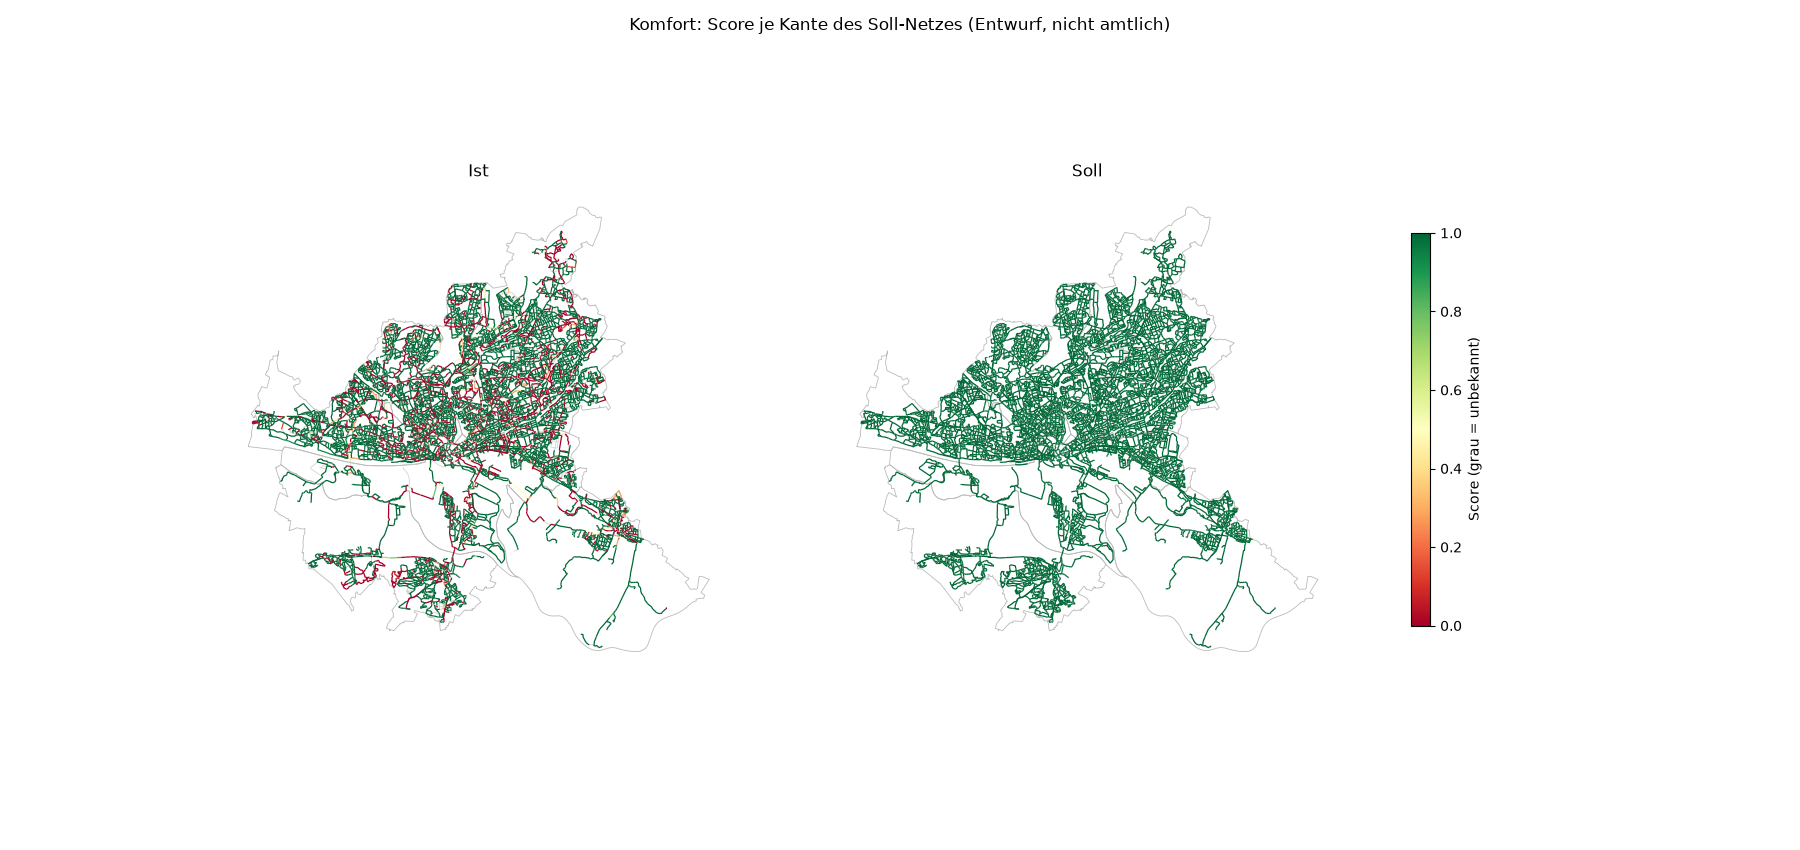 Komfort: Score je Kante des Soll-Netzes (Entwurf, nicht amtlich)
Ist
Soll
1.0
0.8
0.6
0.4
0.2
0.0
Score (grau = unbekannt)